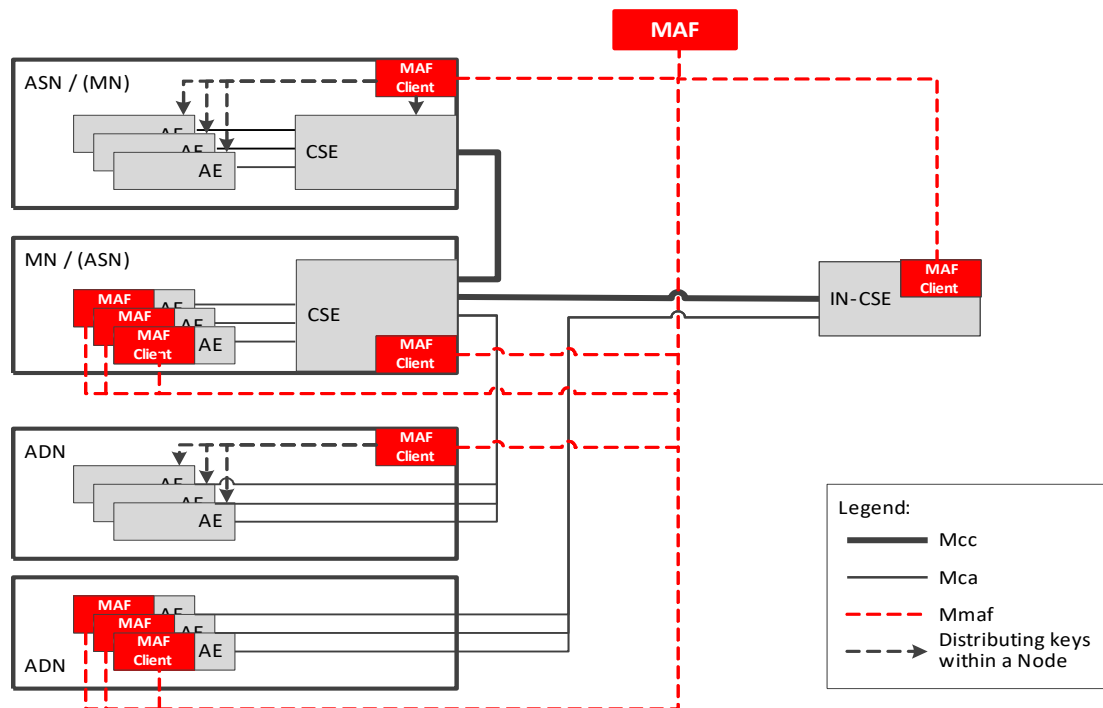 MAF
ASN / (MN)
MAF
Client
AE
AE
AE
CSE
MN / (ASN)
MAF
AE
MAF
AE
MAF
Client
AE
CSE
MAF
Client
MAF
Client
IN-CSE
ADN
MAF
Client
AE
AE
AE
MAF
AE
MAF
AE
MAF
Client
AE
ADN
Legend:
Mcc
Mca
Mmaf
Distributing keys
within a Node